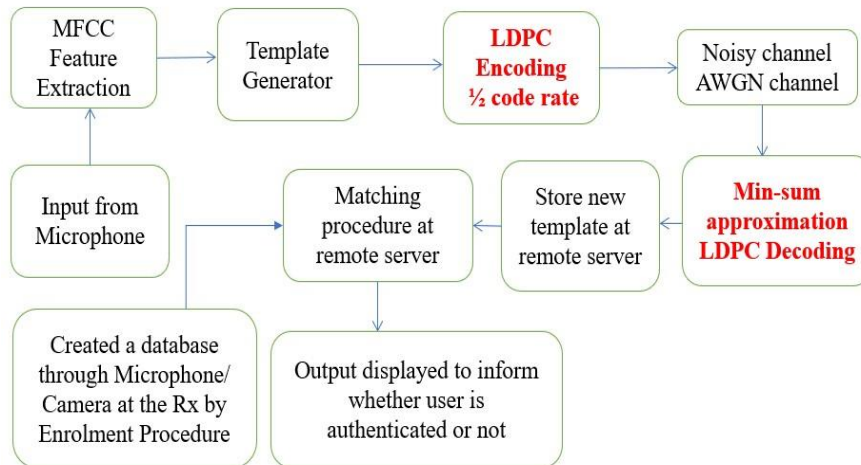 MFCC
Feature
Extraction
Template
Generator
LDPC
Encoding
½ code rate
Noisy channel
AWGN channel
Input from
Microphone
Matching
procedure at
remote server
Store new
template at
remote server
Min-sum
approximation
LDPC Decoding
Created a database
through Microphone/
Camera at the Rx by
Enrolment Procedure
Output displayed to inform
whether user is
authenticated or not